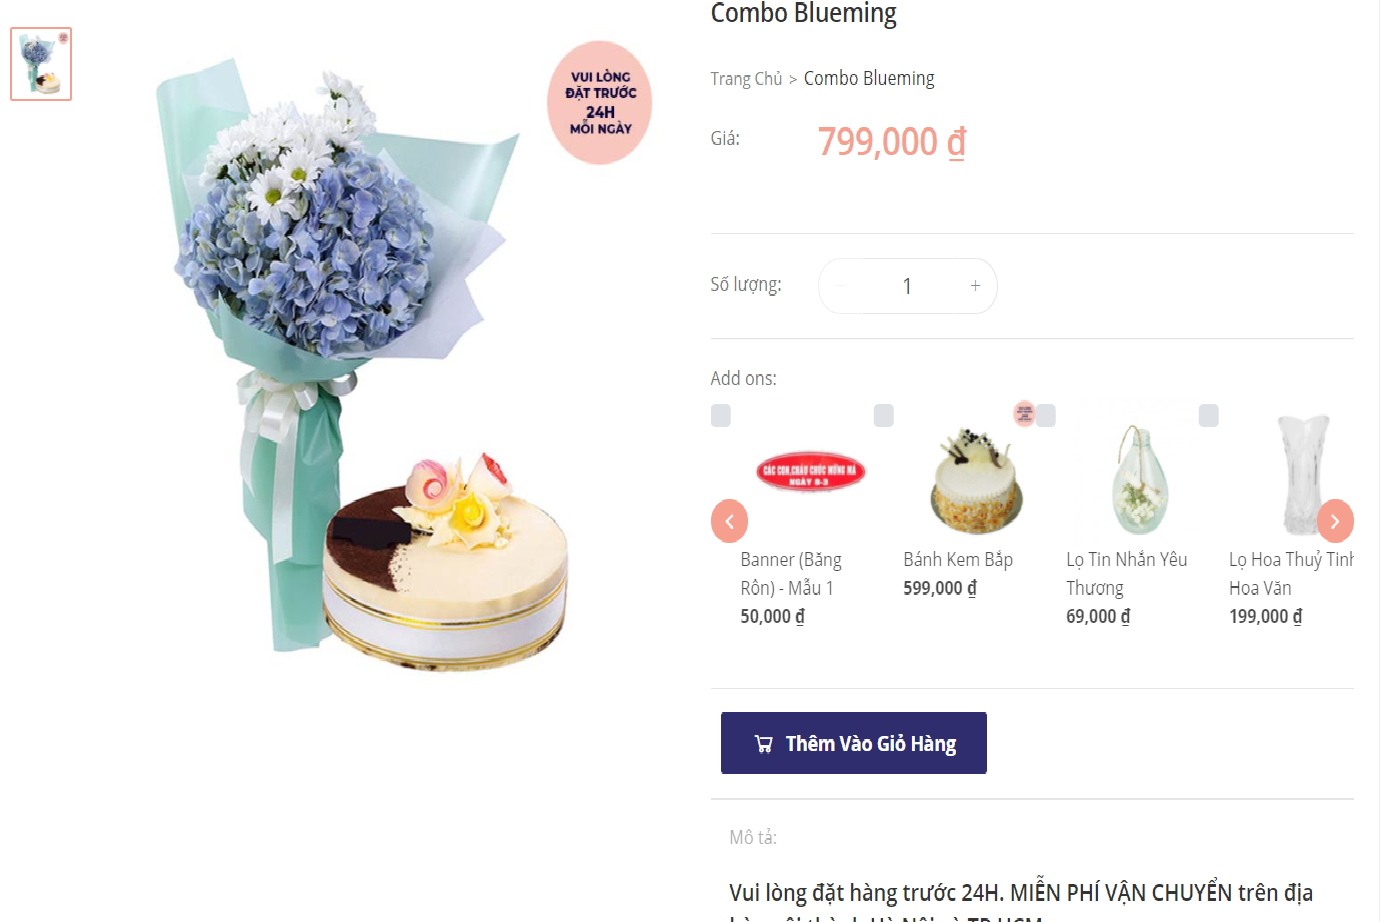 Combo Blueming
Trang Chủ > Combo Blueming
VUI LÒNG
ĐẶT TRƯỚC
24H
MỖI NGÀY
Giá:
799,000 ₫
Số lượng:
1
+
Add ons:
CÁC CON, CHÁU CHÚC MỪNG MÁ
NGÀY 8-3
Banner (Băng
Rôn) - Mẫu 1
50,000 ₫
Bánh Kem Bắp
599,000 ₫
Lọ Tin Nhắn Yêu
Thương
69,000 ₫
Lọ Hoa Thuỷ Tinh
Hoa Văn
199,000 ₫
Thêm Vào Giỏ Hàng
Mô tả:
Vui lòng đặt hàng trước 24H. MIỄN PHÍ VẬN CHUYỂN trên địa